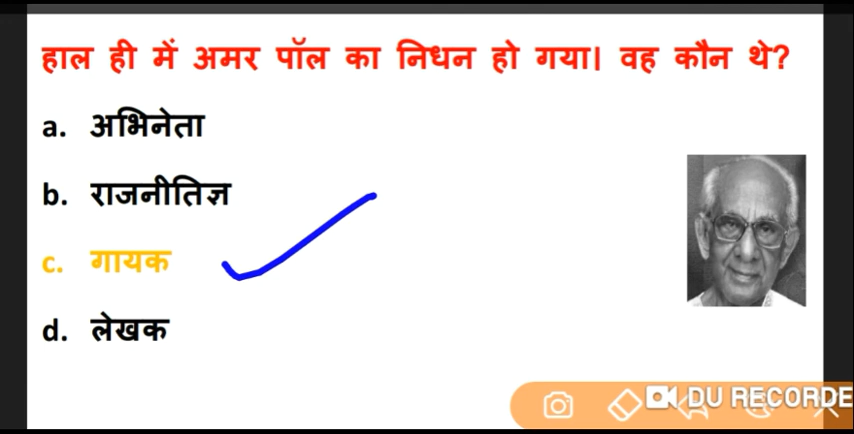 हाल ही में अमर पॉल का निधन हो गया। वह कौन थे?
a. अभिनेता
b. राजनीतिज्ञ
c. गायक
d. लेखक
DU RECORDE